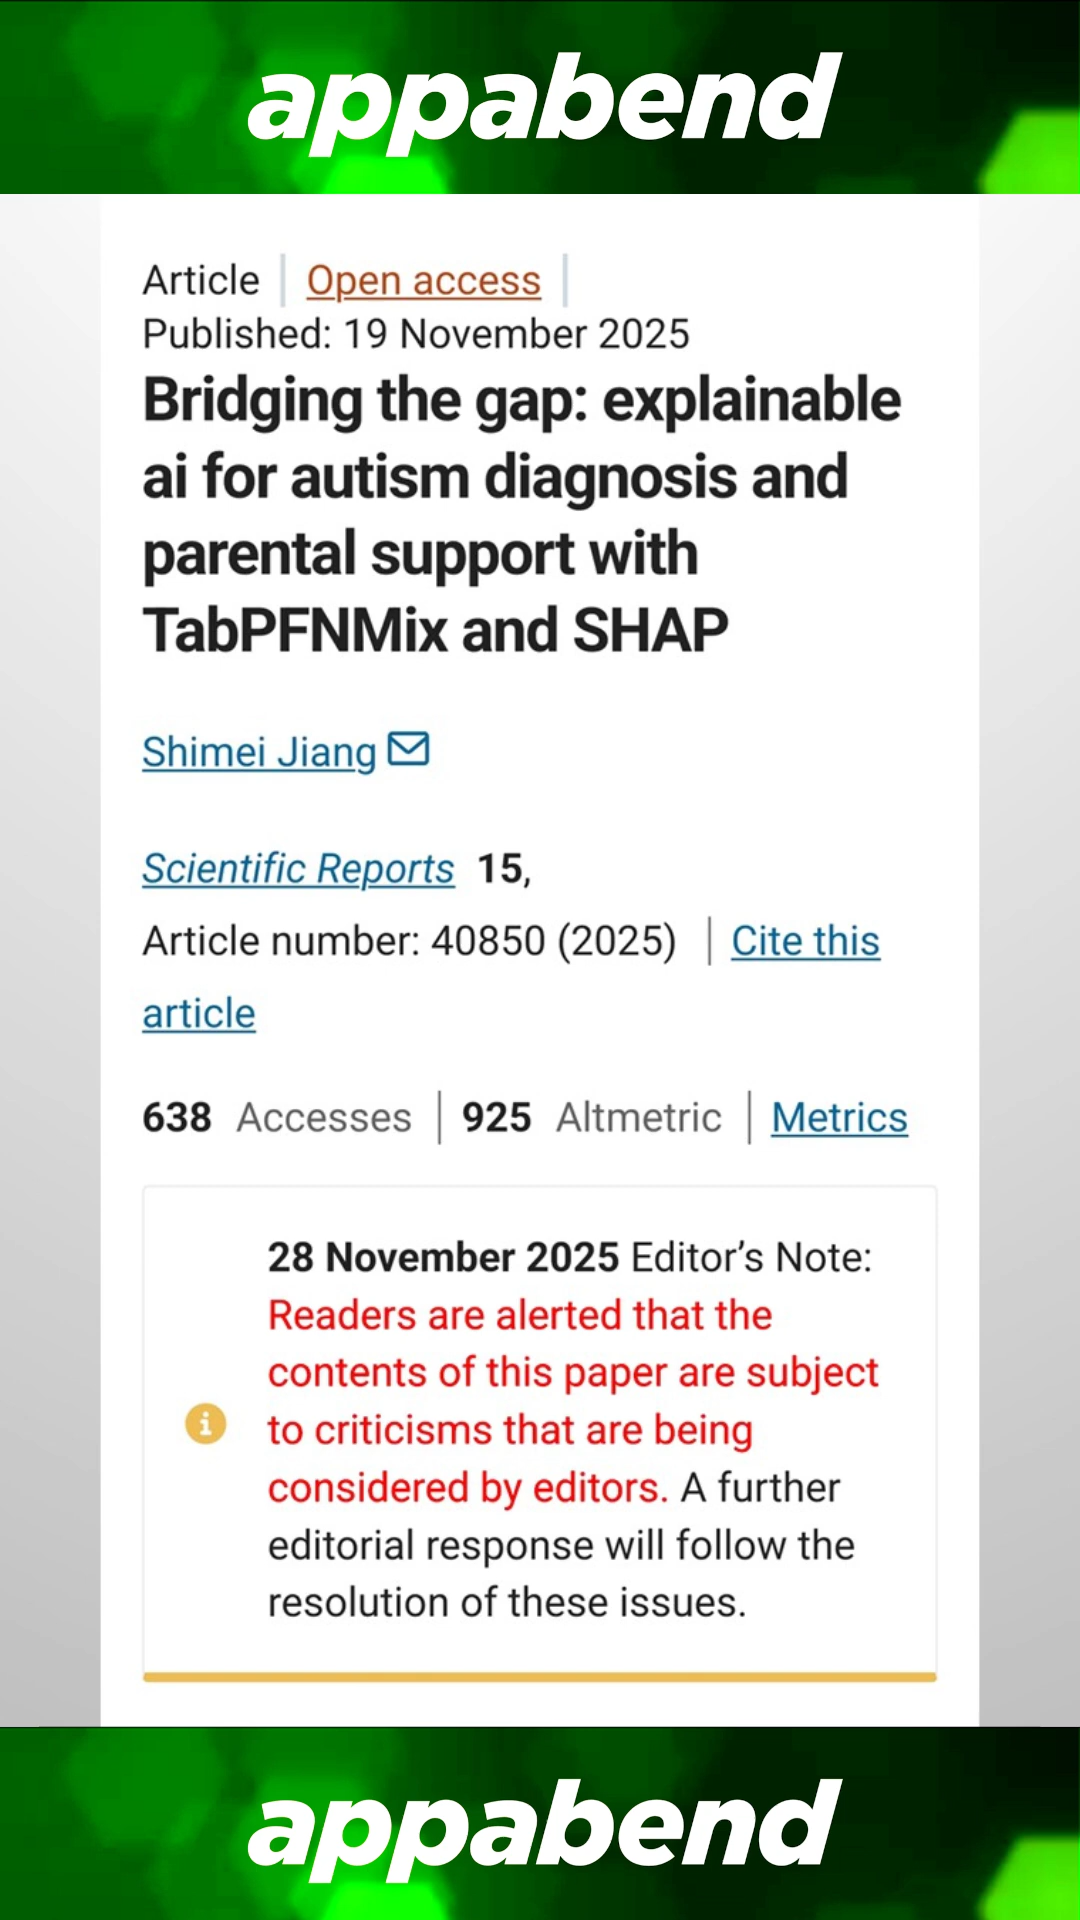 appabend
Article | Open access |
Published: 19 November 2025
Bridging the gap: explainable
ai for autism diagnosis and
parental support with
TabPFNMix and SHAP
Shimei Jiang
Scientific Reports 15,
Article number: 40850 (2025) | Cite this
article
638 Accesses | 925 Altmetric | Metrics
28 November 2025 Editor’s Note:
Readers are alerted that the
contents of this paper are subject
to criticisms that are being
considered by editors. A further
editorial response will follow the
resolution of these issues.
appabend